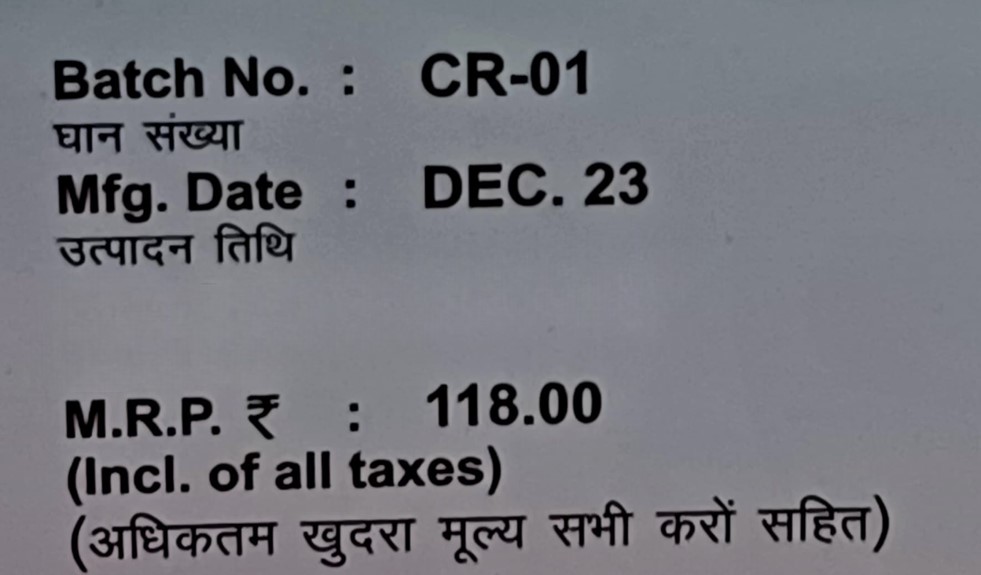 Batch No. : CR-01
घान संख्या
Mfg. Date : DEC. 23
उत्पादन तिथि
M.R.P. ₹ : 118.00
(Incl. of all taxes)
(अधिकतम खुदरा मूल्य सभी करों सहित)